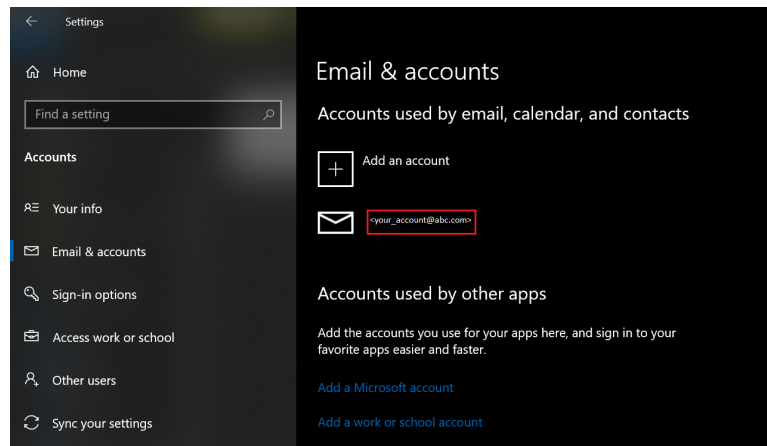 Settings
Home
Find a setting
Accounts
Your info
Email & accounts
Sign-in options
Access work or school
Other users
Sync your settings
Email & accounts
Accounts used by email, calendar, and contacts
Add an account
<your_account@abc.com>
Accounts used by other apps
Add the accounts you use for your apps here, and sign in to your
favorite apps easier and faster.
Add a Microsoft account
Add a work or school account